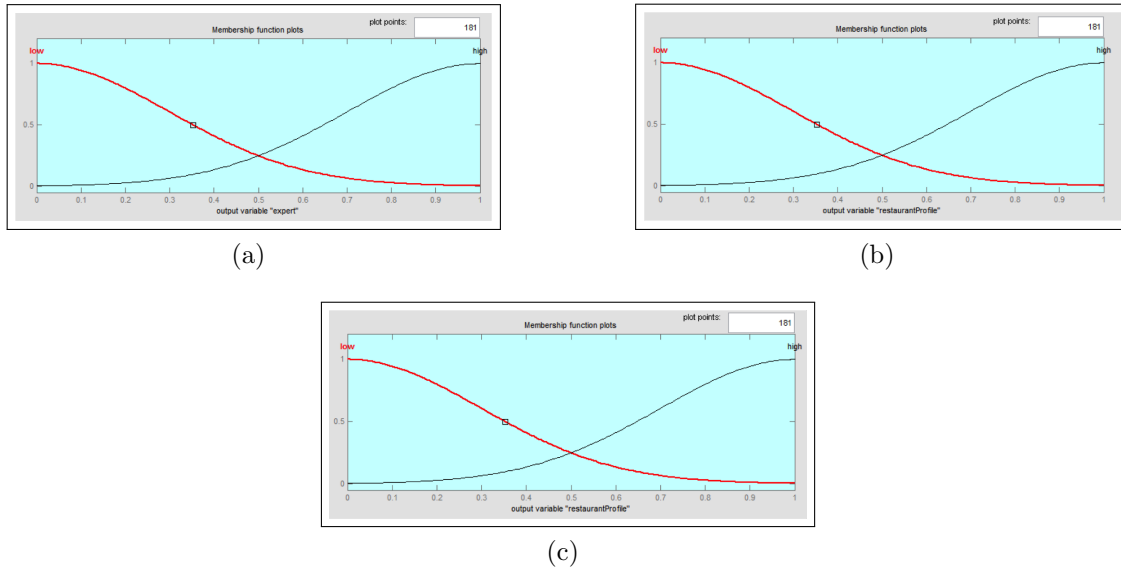 plot points: 181
Membership function plots
low high
1
0.5
0
0 0.1 0.2 0.3 0.4 0.5 0.6 0.7 0.8 0.9 1
output variable "expert"
(a)
plot points: 181
Membership function plots
low high
1
0.5
0
0 0.1 0.2 0.3 0.4 0.5 0.6 0.7 0.8 0.9 1
output variable "restaurantProfile"
(b)
plot points: 181
Membership function plots
low high
1
0.5
0
0 0.1 0.2 0.3 0.4 0.5 0.6 0.7 0.8 0.9 1
output variable "restaurantProfile"
(c)